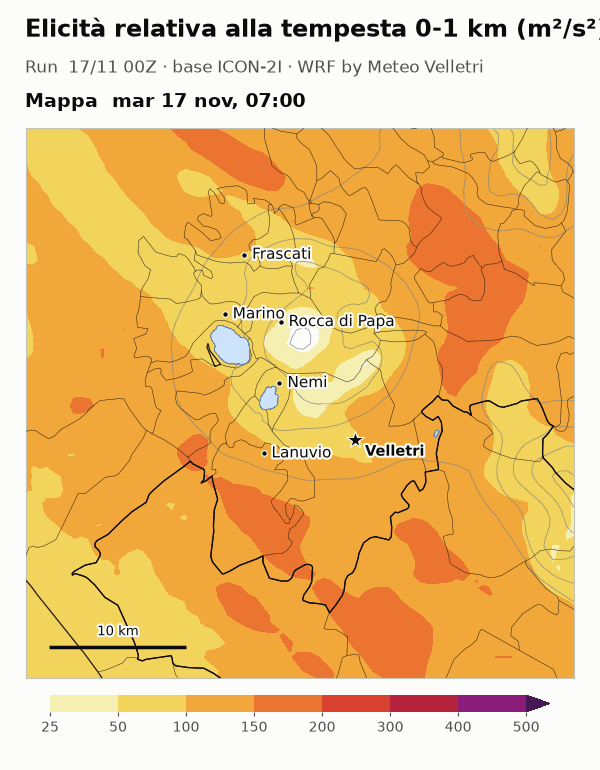 Elicità relativa alla tempesta 0-1 km (m²/s²)
Run  17/11 00Z · base ICON-2I · WRF by Meteo Velletri
Mappa  mar 17 nov, 07:00
Frascati
Marino
Rocca di Papa
Nemi
Velletri
Lanuvio
10 km
25 50 100 150 200 300 400 500